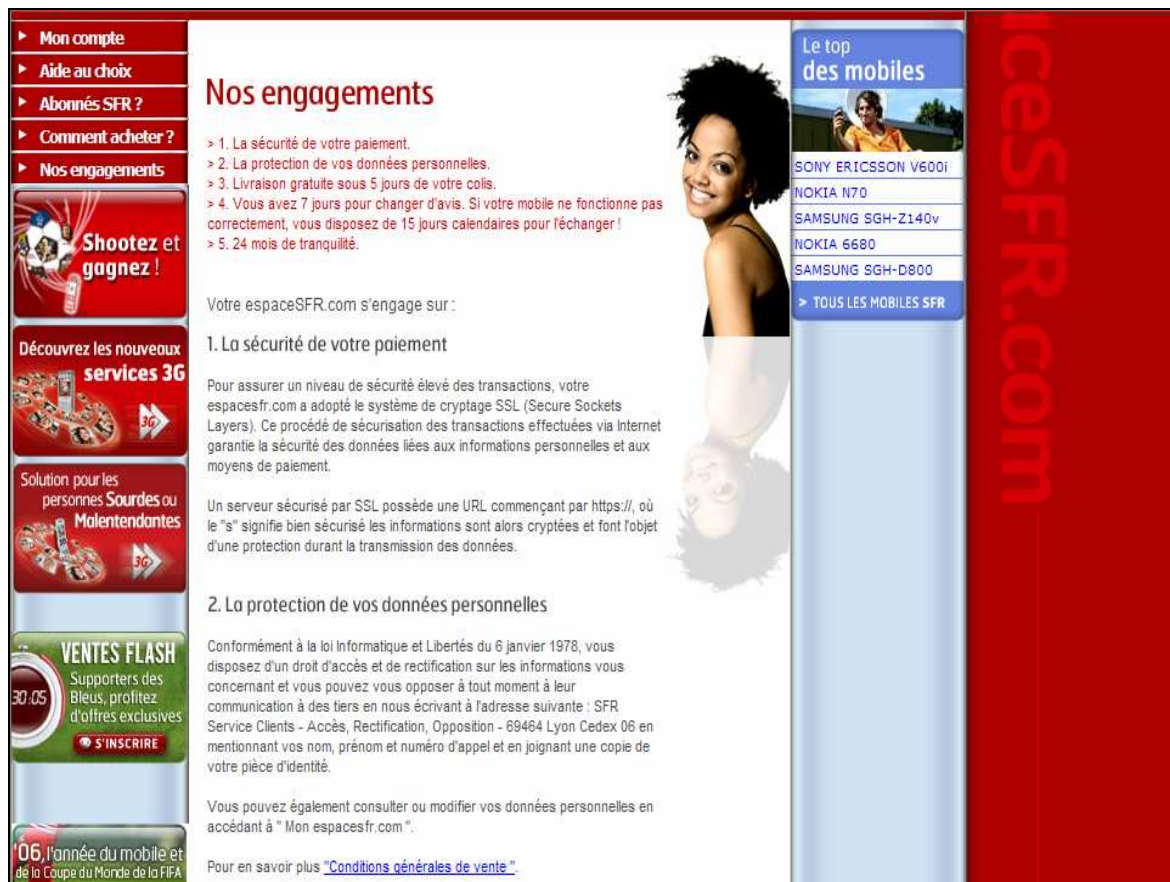 Mon compte
Aide au choix
Abonnés SFR ?
Comment acheter ?
Nos engagements
Shootez et
gagnez !
Découvrez les nouveaux
services 3G
3G
Solution pour les
personnes Sourdes ou
Malentendantes
3G
VENTES FLASH
30:05
Supporters des
Bleus, profitez
d'offres exclusives
S'INSCRIRE
'06, l'année du mobile et
de la Coupe du Monde de la FIFA
Nos engagements
> 1. La sécurité de votre paiement.
> 2. La protection de vos données personnelles.
> 3. Livraison gratuite sous 5 jours de votre colis.
> 4. Vous avez 7 jours pour changer d'avis. Si votre mobile ne fonctionne pas
correctement, vous disposez de 15 jours calendaires pour l'échanger !
> 5. 24 mois de tranquilité.
Votre espaceSFR.com s'engage sur :
1. La sécurité de votre paiement
Pour assurer un niveau de sécurité élevé des transactions, votre
espacesfr.com a adopté le système de cryptage SSL (Secure Sockets
Layers). Ce procédé de sécurisation des transactions effectuées via Internet
garantie la sécurité des données liées aux informations personnelles et aux
moyens de paiement.
Un serveur sécurisé par SSL possède une URL commençant par https://, où
le "s" signifie bien sécurisé les informations sont alors cryptées et font l'objet
d'une protection durant la transmission des données.
2. La protection de vos données personnelles
Conformément à la loi Informatique et Libertés du 6 janvier 1978, vous
disposez d'un droit d'accès et de rectification sur les informations vous
concernant et vous pouvez vous opposer à tout moment à leur
communication à des tiers en nous écrivant à l'adresse suivante : SFR
Service Clients - Accès, Rectification, Opposition - 69464 Lyon Cedex 06 en
mentionnant vos nom, prénom et numéro d'appel et en joignant une copie de
votre pièce d'identité.
Vous pouvez également consulter ou modifier vos données personnelles en
accédant à " Mon espacesfr.com ".
Pour en savoir plus "Conditions générales de vente ".
Le top
des mobiles
SONY ERICSSON V600i
NOKIA N70
SAMSUNG SGH-Z140v
NOKIA 6680
SAMSUNG SGH-D800
> TOUS LES MOBILES SFR
ceSFR.com